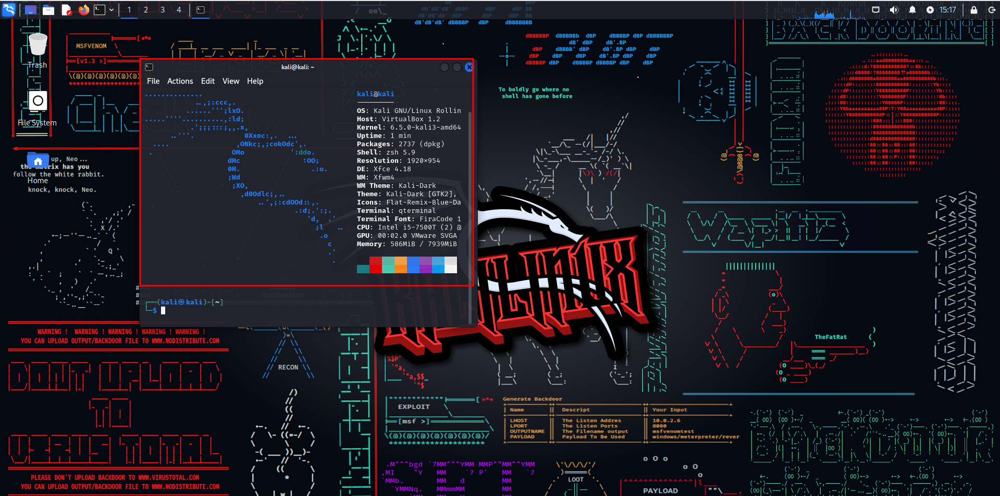 1 2 3 4
15:17
MSFVENOM
[v1.3 >]
Trash
File System
up, Neo...
the matrix has you
follow the white rabbit.
Home
knock, knock, Neo.
To boldly go where no
shell has gone before
kali@kali: ~
File Actions Edit View Help
kali@kali
OS: Kali GNU/Linux Rollin
Host: VirtualBox 1.2
Kernel: 6.5.0-kali3-amd64
Uptime: 1 min
Packages: 2737 (dpkg)
Shell: zsh 5.9
Resolution: 1920×954
DE: Xfce 4.18
WM: Xfwm4
WM Theme: Kali-Dark
Theme: Kali-Dark [GTK2],
Icons: Flat-Remix-Blue-Da
Terminal: qterminal
Terminal Font: FiraCode 1
CPU: Intel i5-7500T (2) @
GPU: 00:02.0 VMware SVGA
Memory: 586MiB / 7939MiB
(kali㉿kali)-[~]
$
KALI LINUX
WARNING ! WARNING ! WARNING ! WARNING ! WARNING !
YOU CAN UPLOAD OUTPUT/BACKDOOR FILE TO WWW.NODISTRIBUTE.COM
PLEASE DON'T UPLOAD BACKDOOR TO WWW.VIRUSTOTAL.COM
YOU CAN UPLOAD OUTPUT/BACKDOOR FILE TO WWW.NODISTRIBUTE.COM
RECON
TheFatRat
EXPLOIT
[msf >]
Generate Backdoor
Name Descript Your Input
LHOST The Listen Addres 10.0.2.6
LPORT The Listen Ports 8080
OUTPUTNAME The Filename output msfvenomtest
PAYLOAD Payload To Be Used windows/meterpreter/rever
LOOT
PAYLOAD